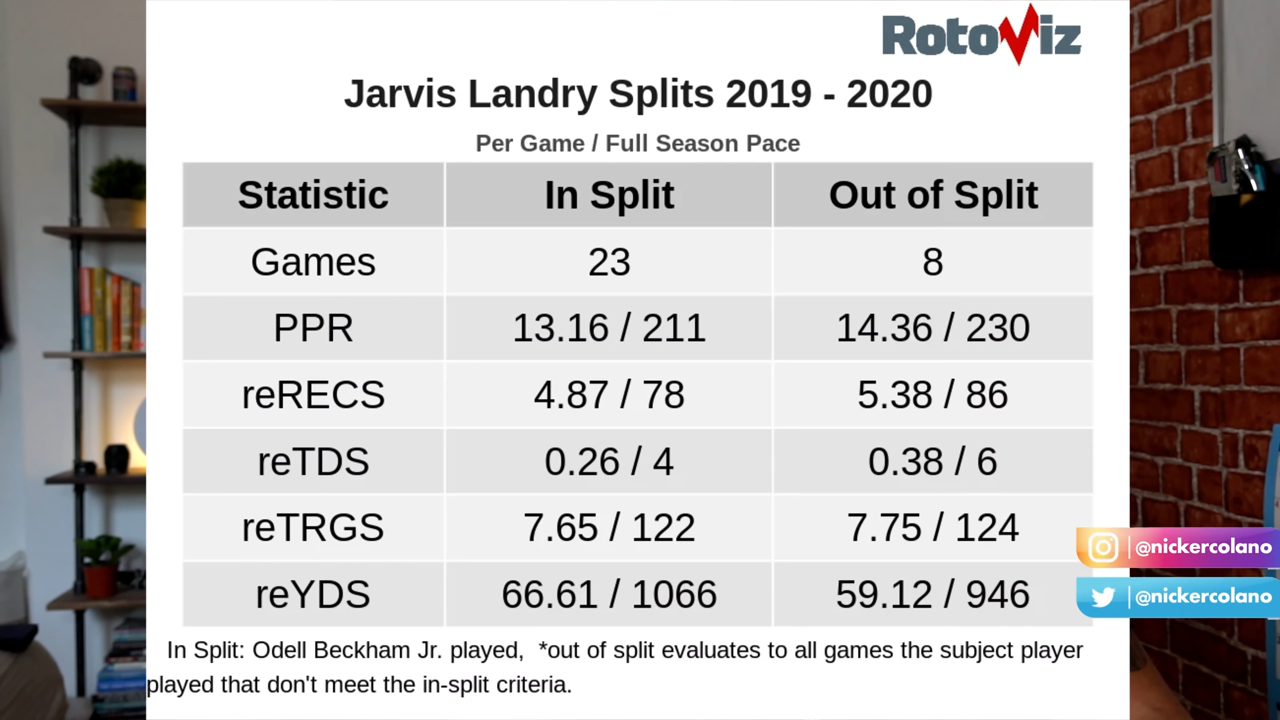 RotoViz
Jarvis Landry Splits 2019 - 2020
Per Game / Full Season Pace
Statistic In Split Out of Split
Games 23 8
PPR 13.16 / 211 14.36 / 230
reRECS 4.87 / 78 5.38 / 86
reTDS 0.26 / 4 0.38 / 6
reTRGS 7.65 / 122 7.75 / 124
reYDS 66.61 / 1066 59.12 / 946
@nickercolano
@nickercolano
In Split: Odell Beckham Jr. played, *out of split evaluates to all games the subject player
played that don't meet the in-split criteria.